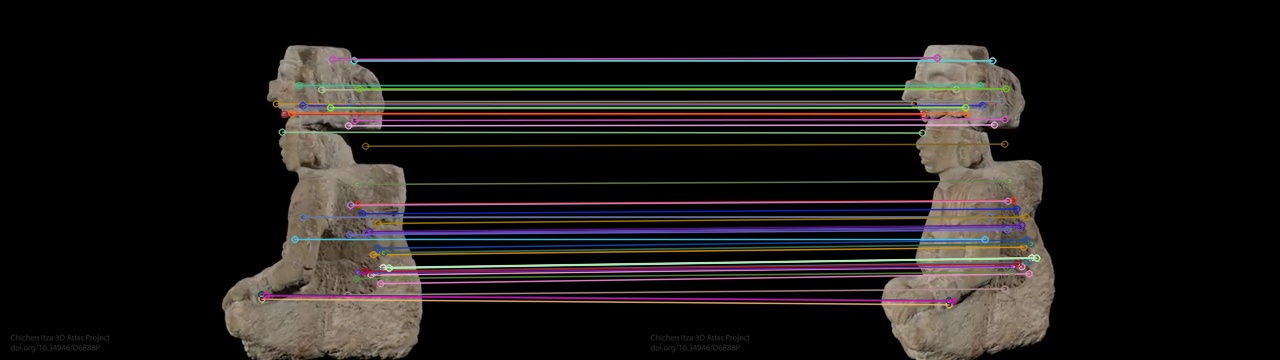 Chichen Itza 3D Atlas Project
doi.org/10.34946/D6B88P
Chichen Itza 3D Atlas Project
doi.org/10.34946/D6B88P